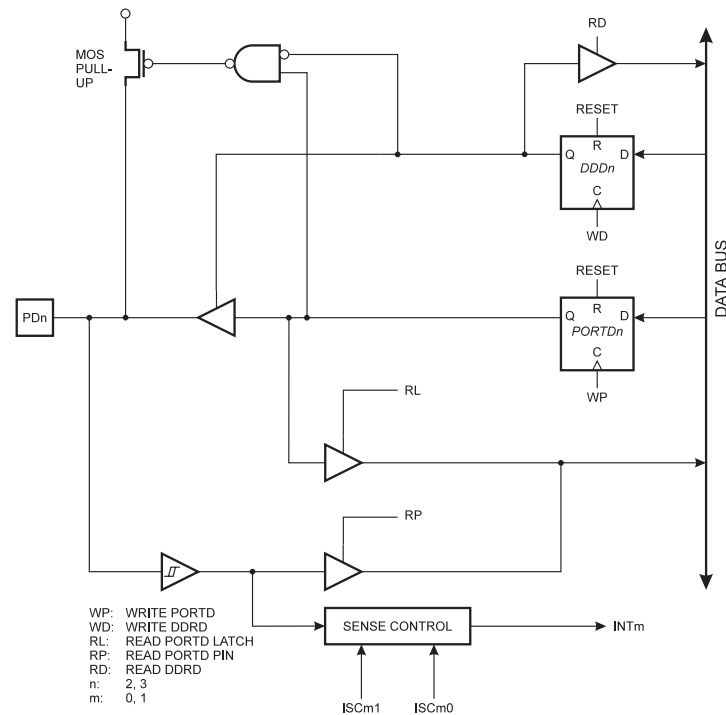 RD
MOS
PULL-
UP
RESET
R
Q
D
DDDn
C
WD
DATA BUS
RESET
PDn
R
Q
D
PORTDn
C
WP
RL
RP
WP: WRITE PORTD
WD: WRITE DDRD
RL: READ PORTD LATCH
RP: READ PORTD PIN
RD: READ DDRD
n: 2, 3
m: 0, 1
SENSE CONTROL
INTm
ISCm1
ISCm0